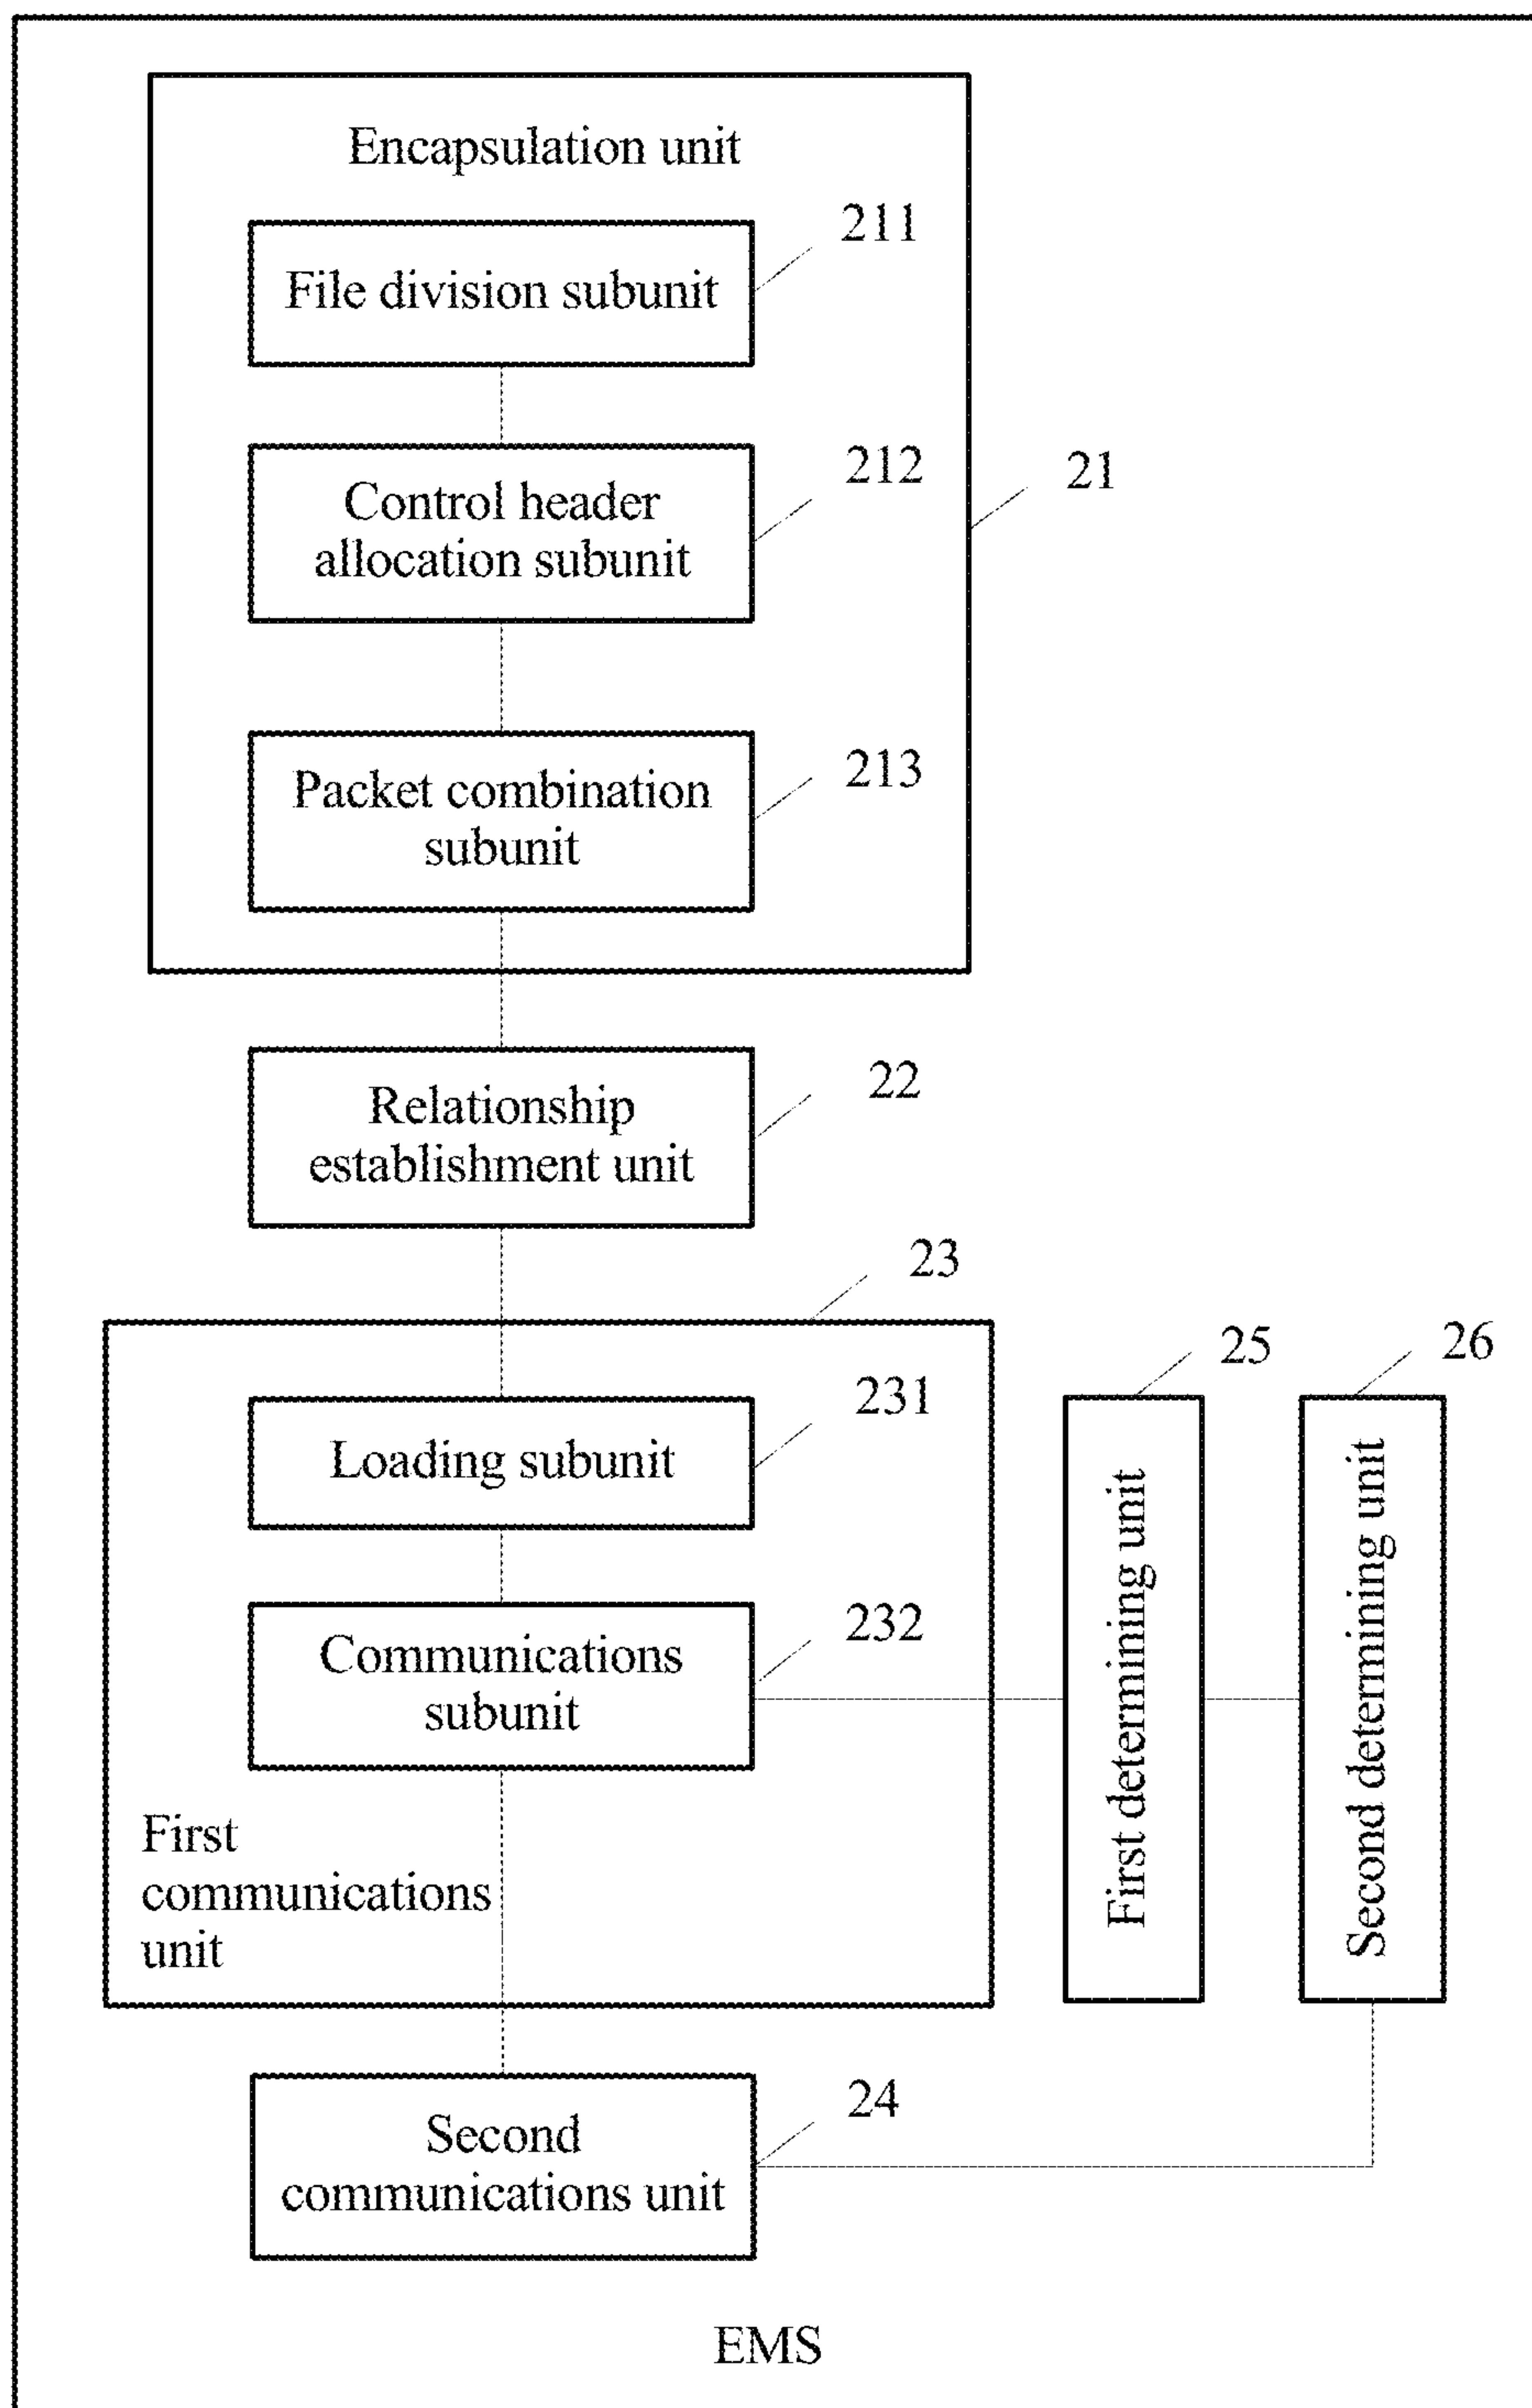 Encapsulation unit
211
File division subunit
212
Control header
allocation subunit
21
213
Packet combination
subunit
22
Relationship
establishment unit
23
25
26
231
Loading subunit
232
Communications
subunit
First determining unit
Second determining unit
First
communications
unit
24
Second
communications unit
EMS